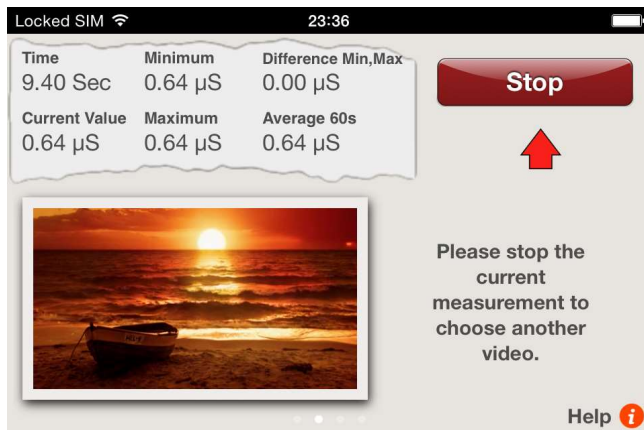 Locked SIM 23:36
Time Minimum Difference Min,Max
9.40 Sec 0.64 µS 0.00 µS
Current Value Maximum Average 60s
0.64 µS 0.64 µS 0.64 µS
Stop
Please stop the
current
measurement to
choose another
video.
Help i